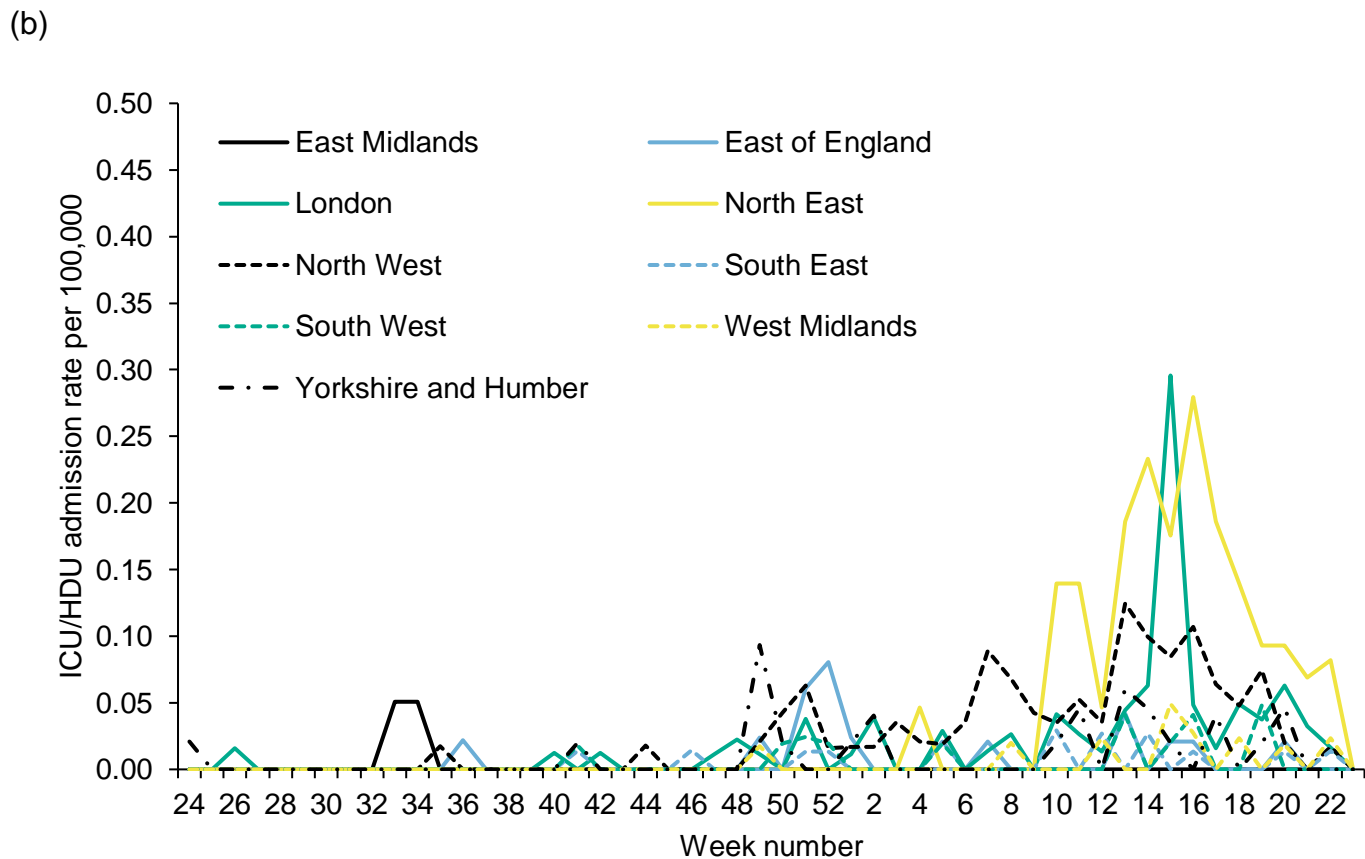 (b)
ICU/HDU admission rate per 100,000
0.50
0.45
0.40
0.35
0.30
0.25
0.20
0.15
0.10
0.05
0.00
East Midlands East of England
London North East
North West South East
South West West Midlands
Yorkshire and Humber
24 26 28 30 32 34 36 38 40 42 44 46 48 50 52 2 4 6 8 10 12 14 16 18 20 22
Week number